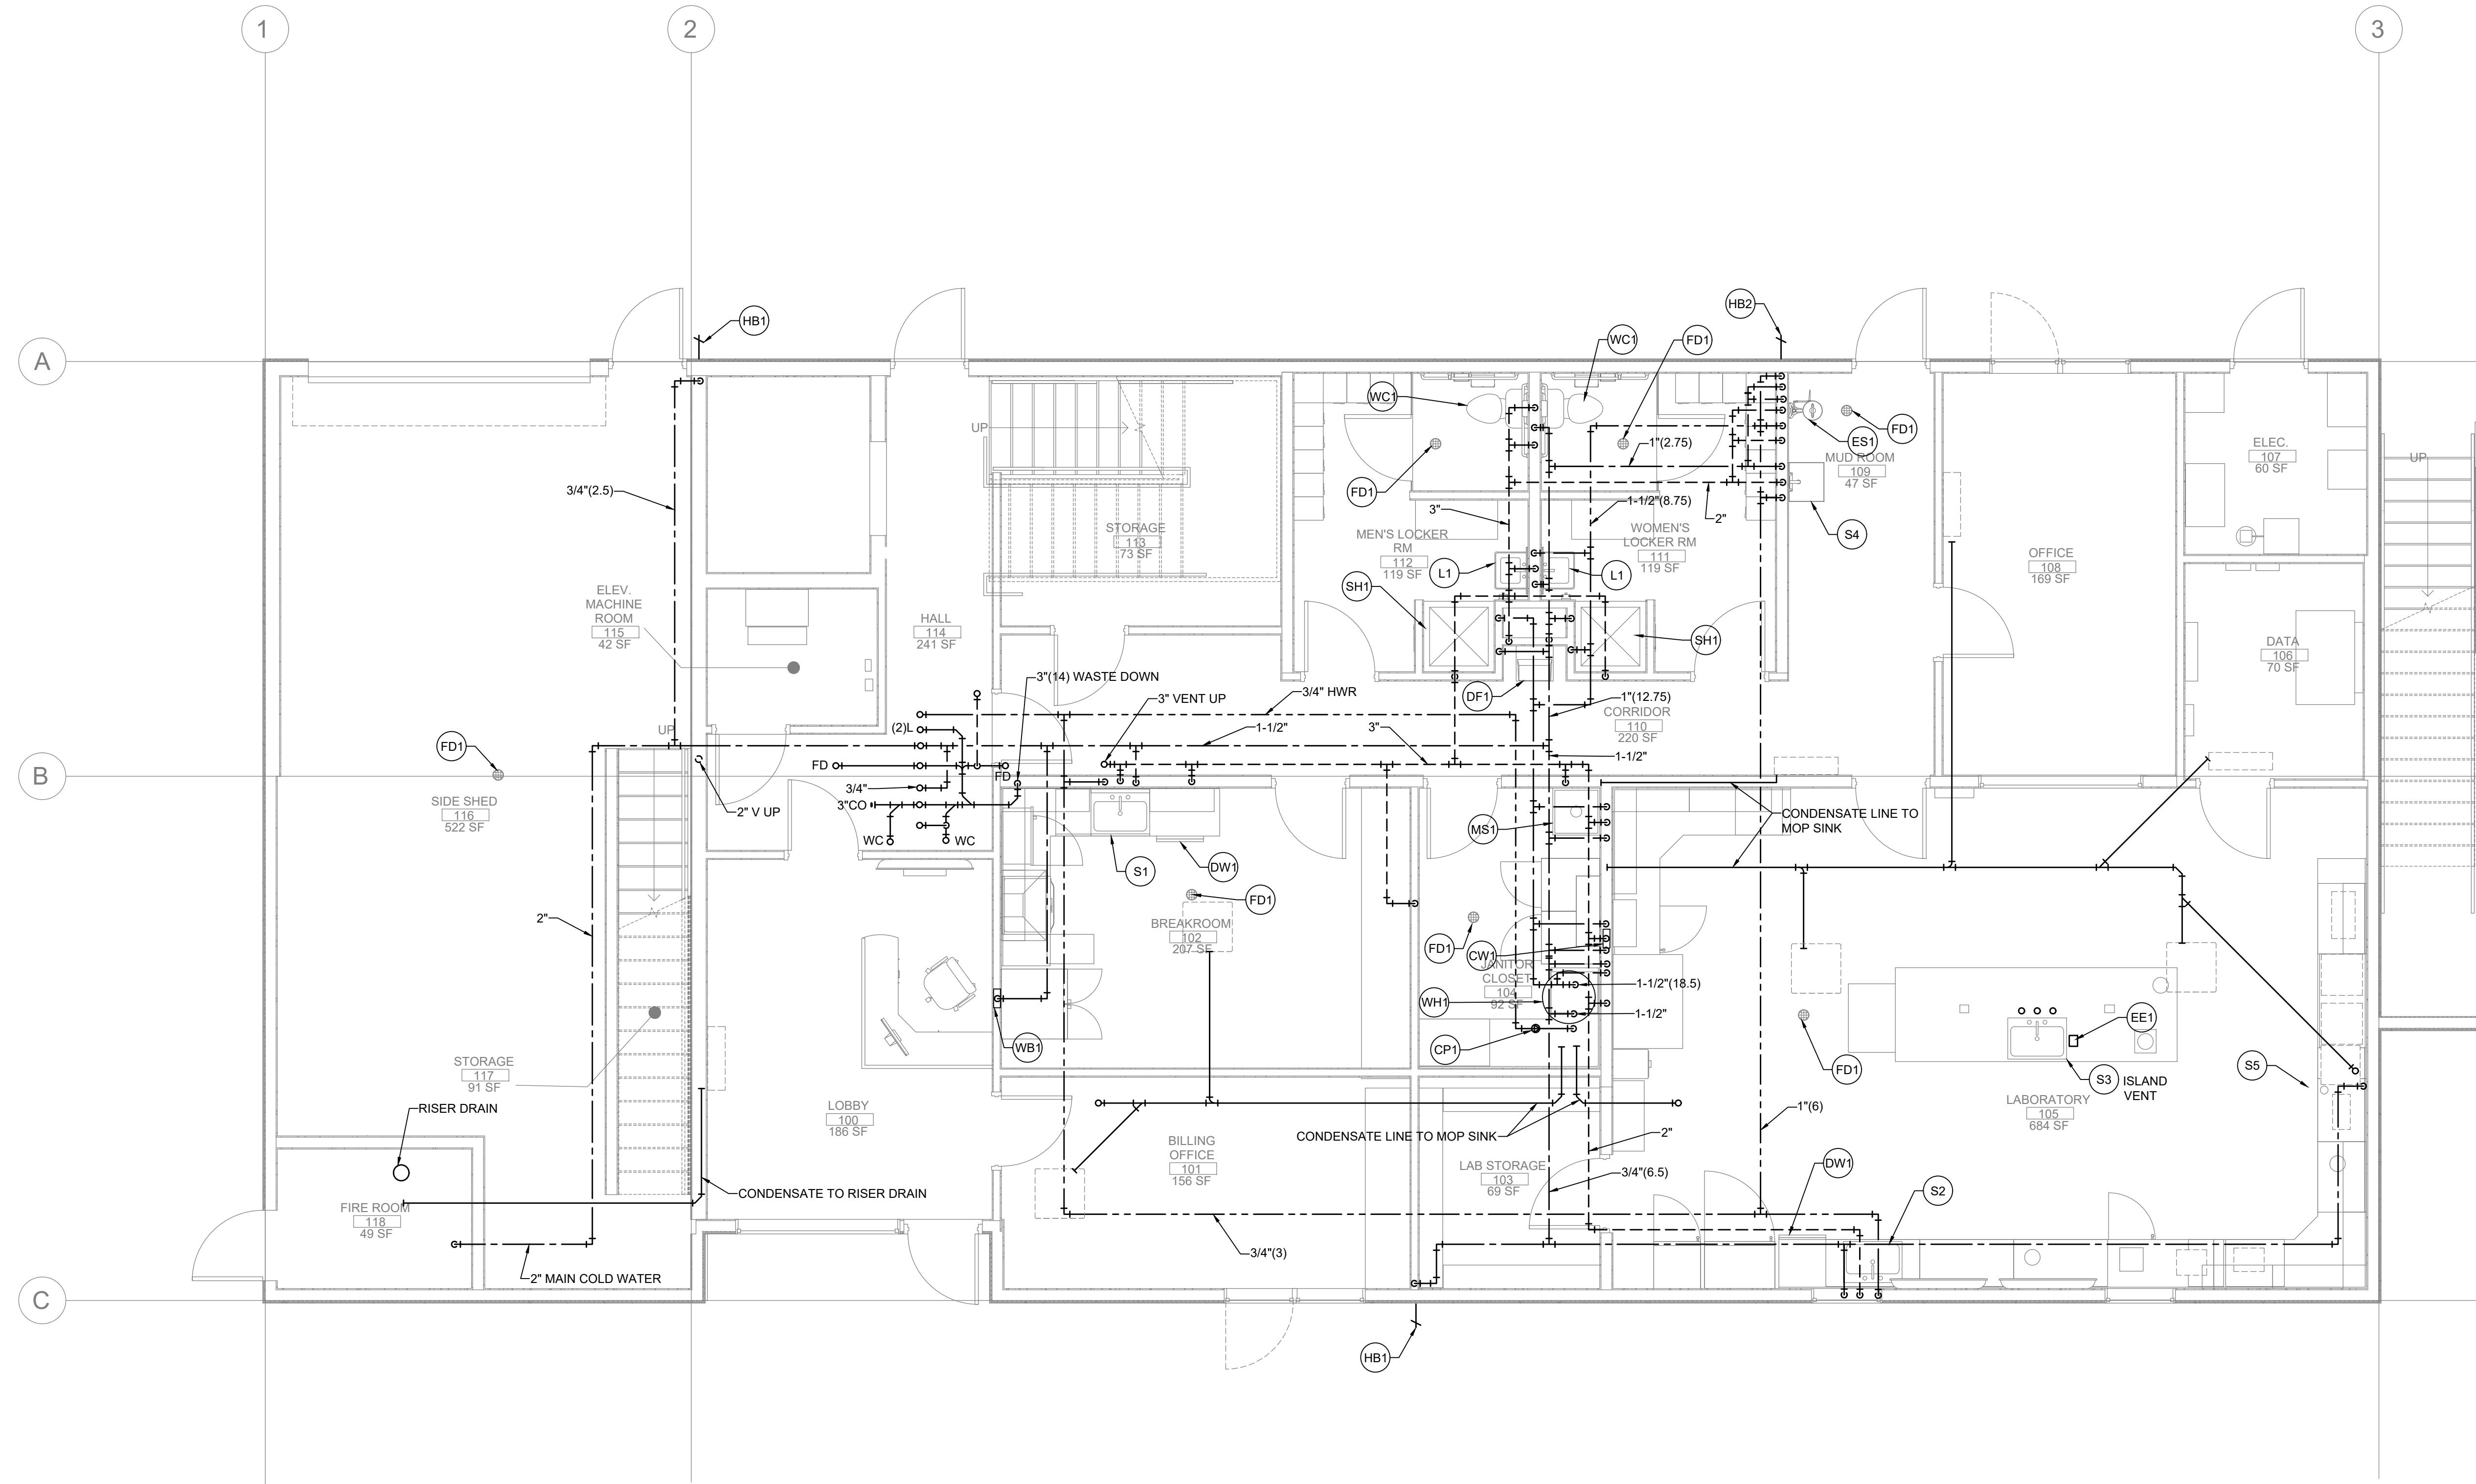 1
2
3
A
B
C
HB1
HB2
WC1
FD1
WC1
FD1
ES1
FD1
ELEC.
107
60 SF
UP
UP
1"(2.75)
MUD ROOM
109
47 SF
FD1
3/4"(2.5)
3"
1-1/2"(8.75)
2"
S4
STORAGE
113
73 SF
MEN'S LOCKER
RM
112
119 SF
WOMEN'S
LOCKER RM
111
119 SF
OFFICE
108
169 SF
L1
L1
SH1
SH1
ELEV.
MACHINE
ROOM
115
42 SF
HALL
114
241 SF
DATA
106
70 SF
3"(14) WASTE DOWN
3" VENT UP
3/4" HWR
DF1
1"(12.75)
CORRIDOR
110
220 SF
UP
(2)L
1-1/2"
3"
1-1/2"
FD1
FD
FD
3/4"
3"CO
2" V UP
WC
WC
SIDE SHED
116
522 SF
CONDENSATE LINE TO
MOP SINK
MS1
S1
DW1
FD1
BREAKROOM
102
207 SF
2"
FD1
CW1
JANITOR
CLOSET
104
92 SF
WH1
1-1/2"(18.5)
1-1/2"
CP1
WB1
EE1
FD1
S3
ISLAND
VENT
S5
STORAGE
117
91 SF
LABORATORY
105
684 SF
RISER DRAIN
LOBBY
100
186 SF
1"(6)
CONDENSATE LINE TO MOP SINK
2"
BILLING
OFFICE
101
156 SF
LAB STORAGE
103
69 SF
3/4"(6.5)
DW1
S2
CONDENSATE TO RISER DRAIN
FIRE ROOM
118
49 SF
3/4"(3)
2" MAIN COLD WATER
HB1